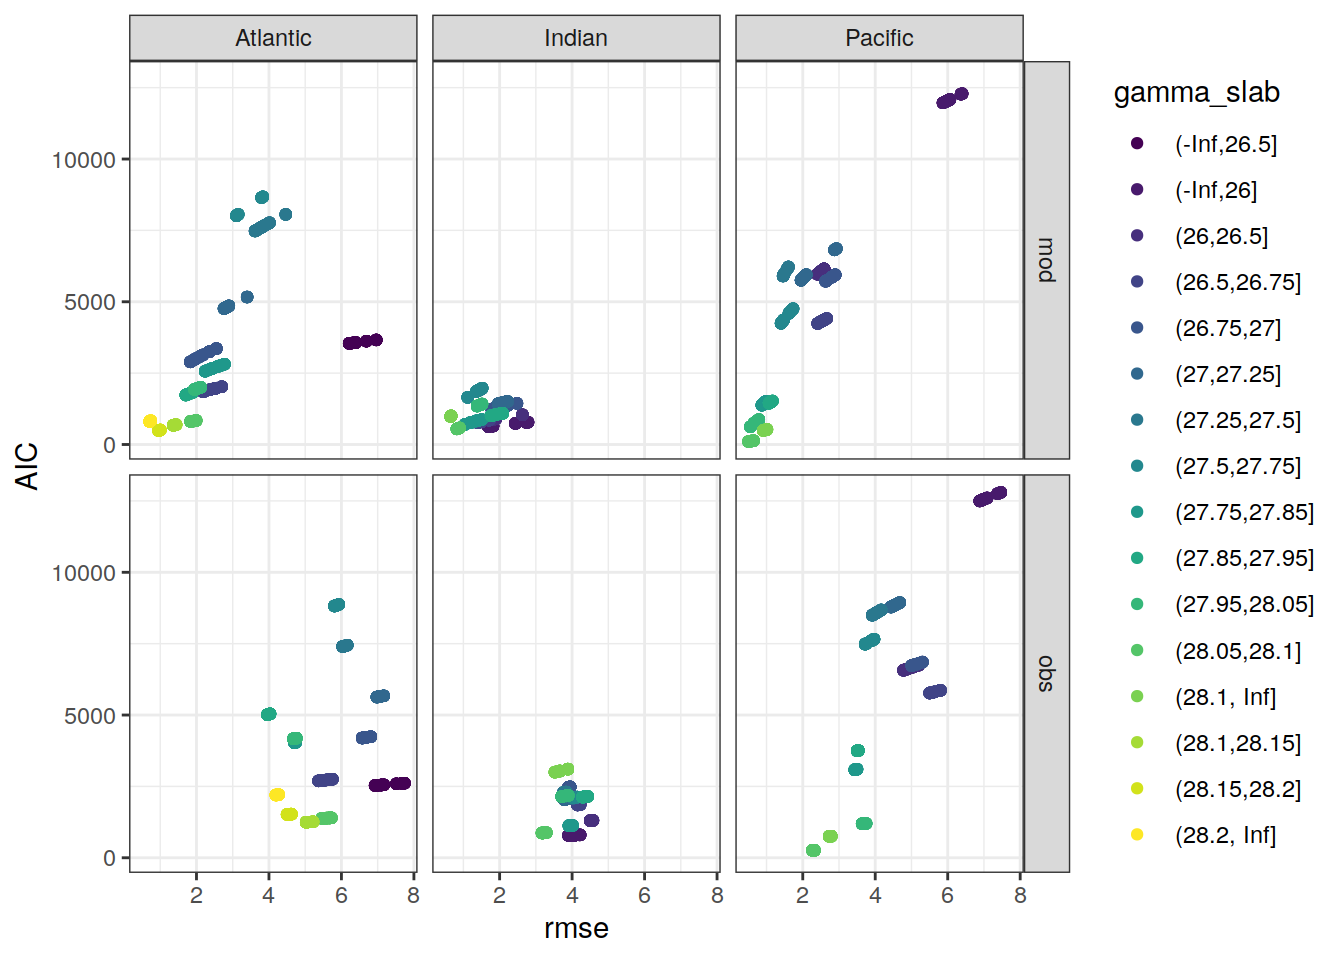 Atlantic
Indian
Pacific
gamma_slab
(-Inf,26.5]
(-Inf,26]
(26,26.5]
(26.5,26.75]
(26.75,27]
(27,27.25]
(27.25,27.5]
(27.5,27.75]
(27.75,27.85]
(27.85,27.95]
(27.95,28.05]
(28.05,28.1]
(28.1, Inf]
(28.1,28.15]
(28.15,28.2]
(28.2, Inf]
mod
obs
AIC
10000
5000
0
10000
5000
0
2 4 6 8
2 4 6 8
2 4 6 8
rmse